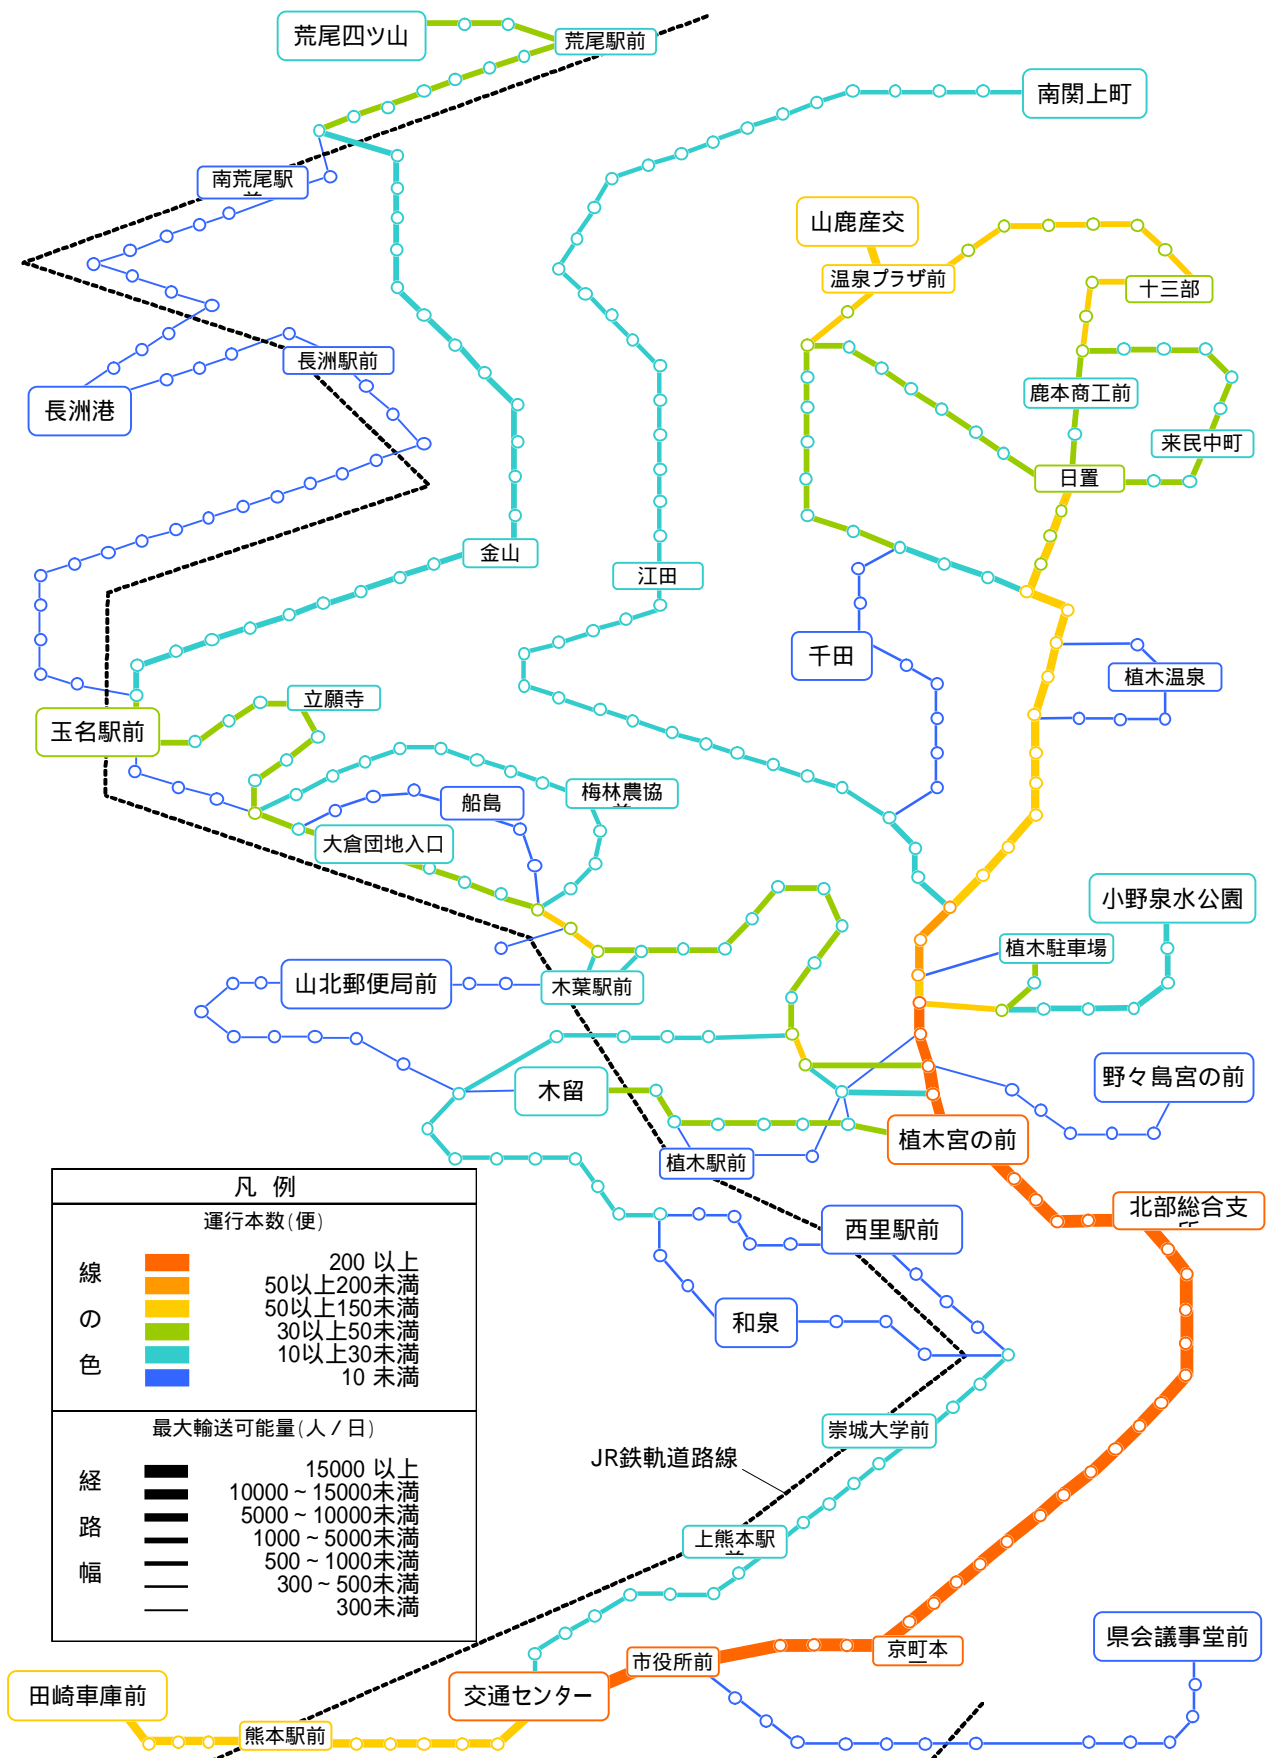 荒尾四ツ山
荒尾駅前
南関上町
南荒尾駅
山鹿産交
温泉プラザ前
十三部
長洲駅前
長洲港
鹿本商工前
来民中町
日置
金山
江田
千田
植木温泉
立願寺
玉名駅前
梅林農協
船島
大倉団地入口
小野泉水公園
植木駐車場
山北郵便局前
木葉駅前
野々島宮の前
木留
植木宮の前
植木駅前
北部総合支
西里駅前
和泉
崇城大学前
JR鉄軌道路線
上熊本駅
県会議事堂前
京町本
市役所前
交通センター
田崎車庫前
熊本駅前
凡 例
運行本数(便)
線の色
200 以上
50以上200未満
50以上150未満
30以上50未満
10以上30未満
10 未満
最大輸送可能量(人/日)
経路幅
15000 以上
10000~15000未満
5000~10000未満
1000~5000未満
500~1000未満
300~500未満
300未満